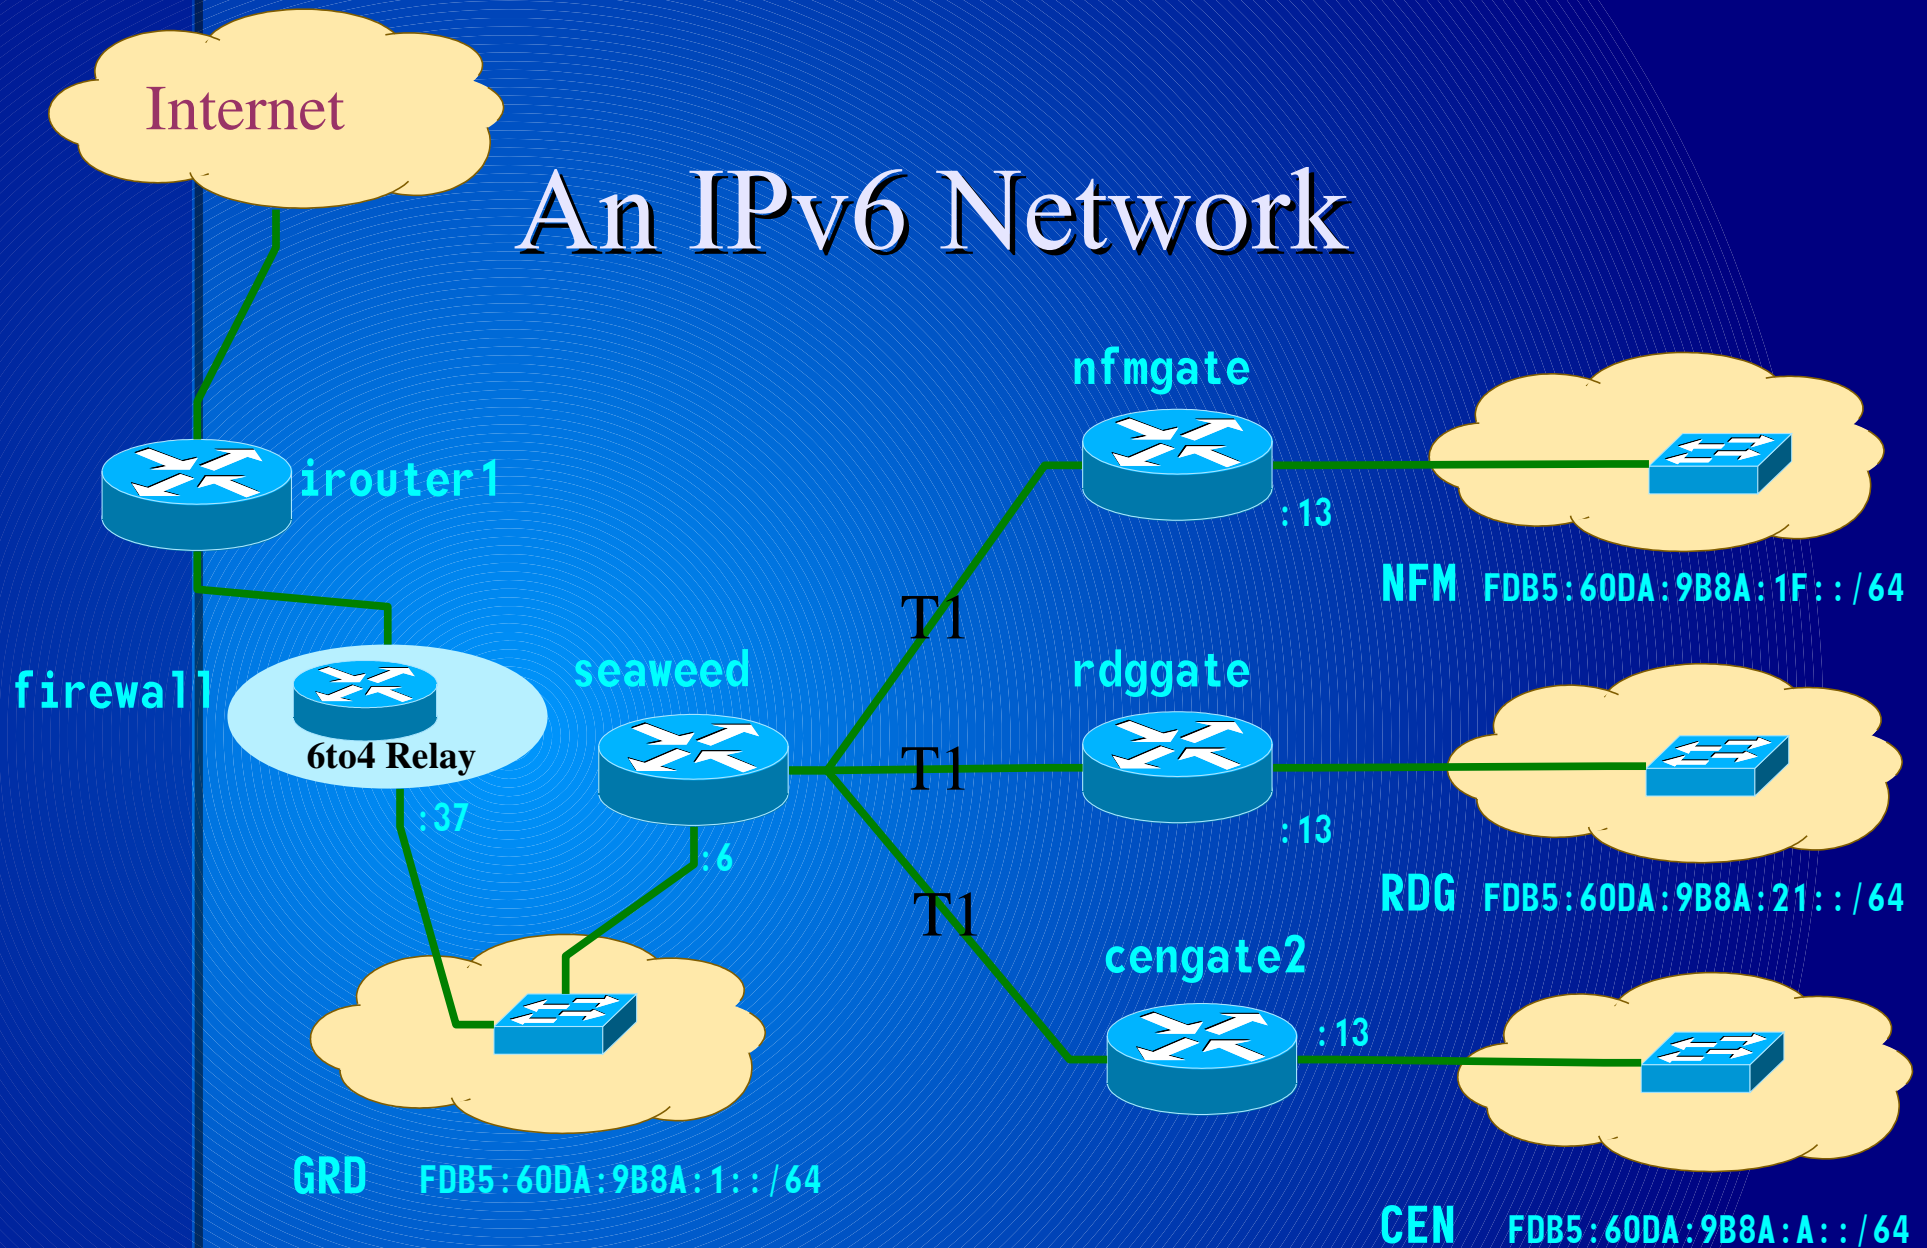 Internet
An IPv6 Network
nfmgate
irouter1
:13
NFM FDB5:60DA:9B8A:1F::/64
T1
seaweed
rdggate
firewall
6to4 Relay
T1
:37
:13
:6
RDG FDB5:60DA:9B8A:21::/64
T1
cengate2
:13
GRD FDB5:60DA:9B8A:1::/64
CEN FDB5:60DA:9B8A:A::/64